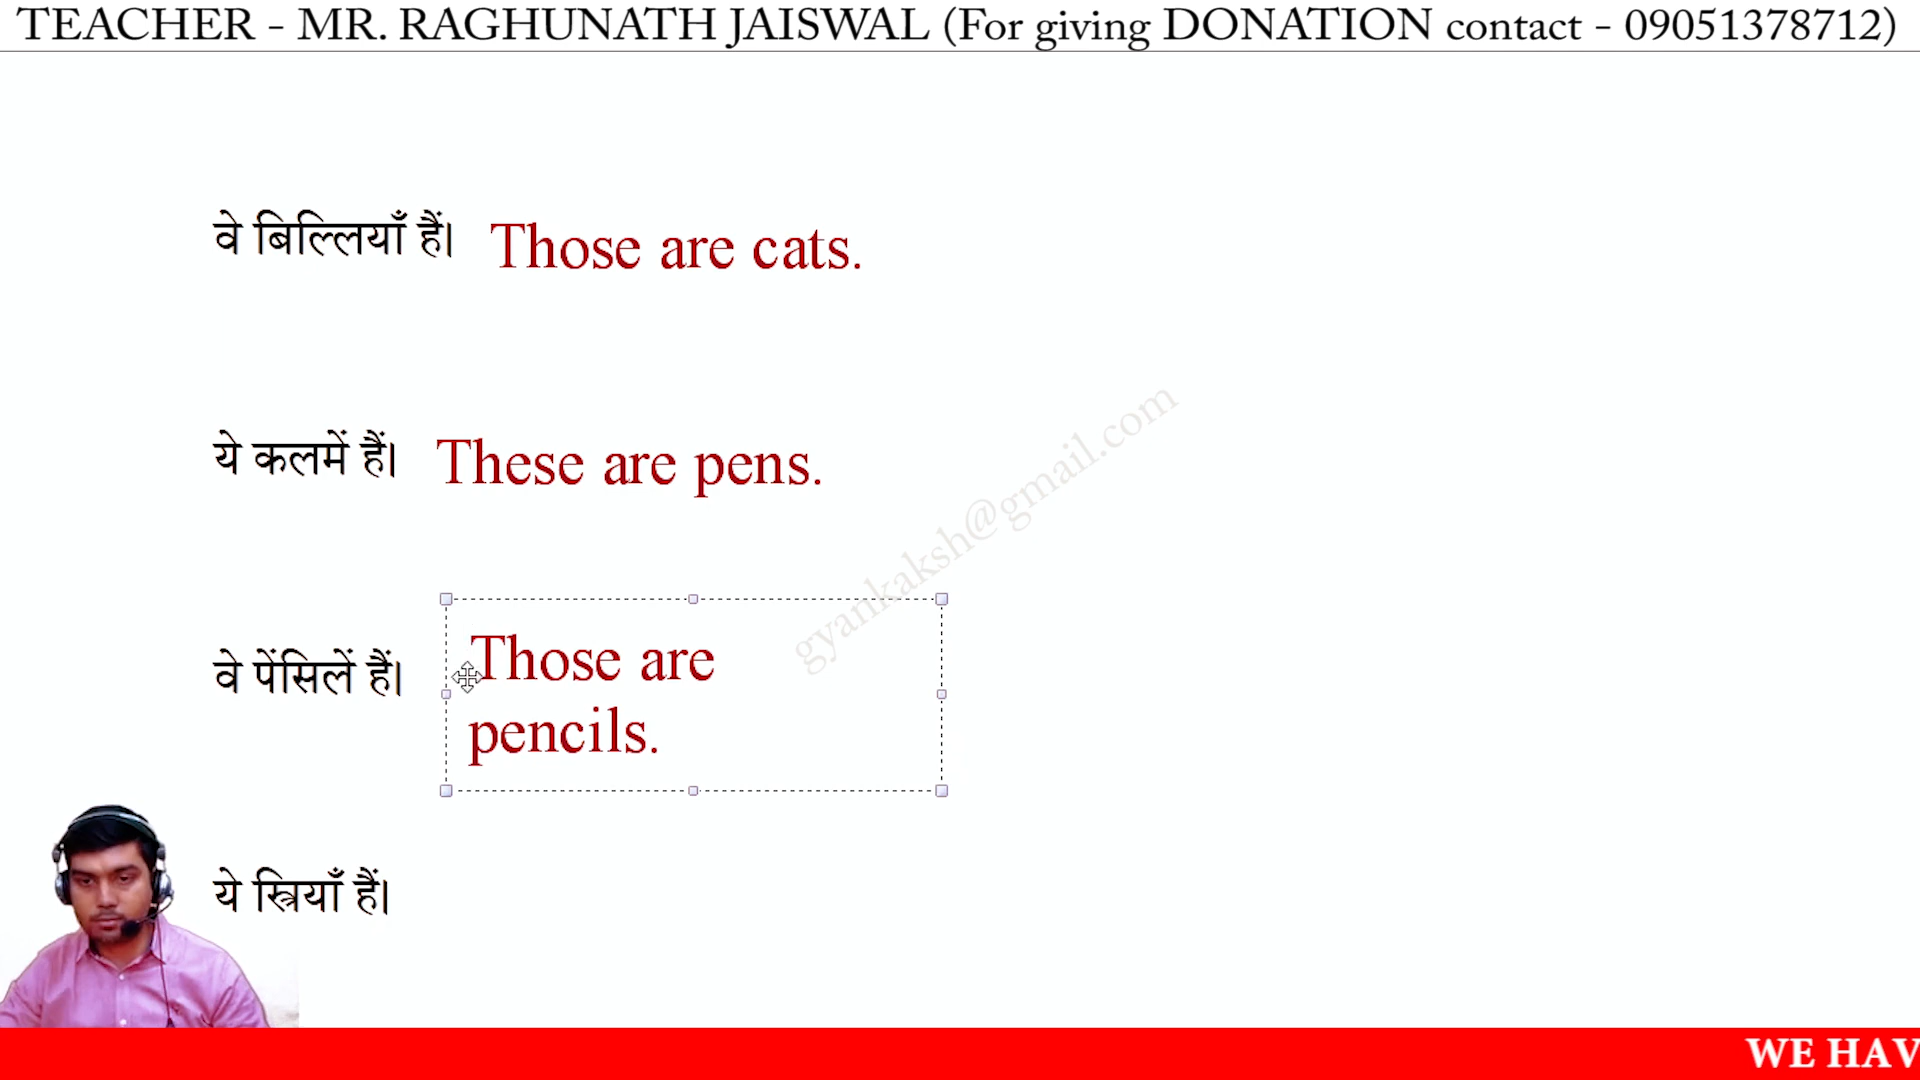 TEACHER - MR. RAGHUNATH JAISWAL (For giving DONATION contact - 09051378712)
वे बिल्लियाँ हैं। Those are cats.
ये कलमें हैं। These are pens.
gyankaksh@gmail.com
वे पेंसिलें हैं। Those are
pencils.
ये स्त्रियाँ हैं।
WE HAV